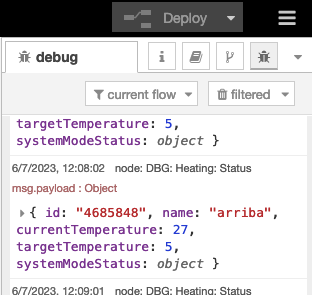 Deploy
debug
i
current flow
filtered
targetTemperature: 5,
systemModeStatus: object }
6/7/2023, 12:08:02 node: DBG: Heating: Status
msg.payload : Object
{ id: "4685848", name: "arriba",
currentTemperature: 27,
targetTemperature: 5,
systemModeStatus: object }
6/7/2023, 12:09:01 node: DBG: Heating: Status